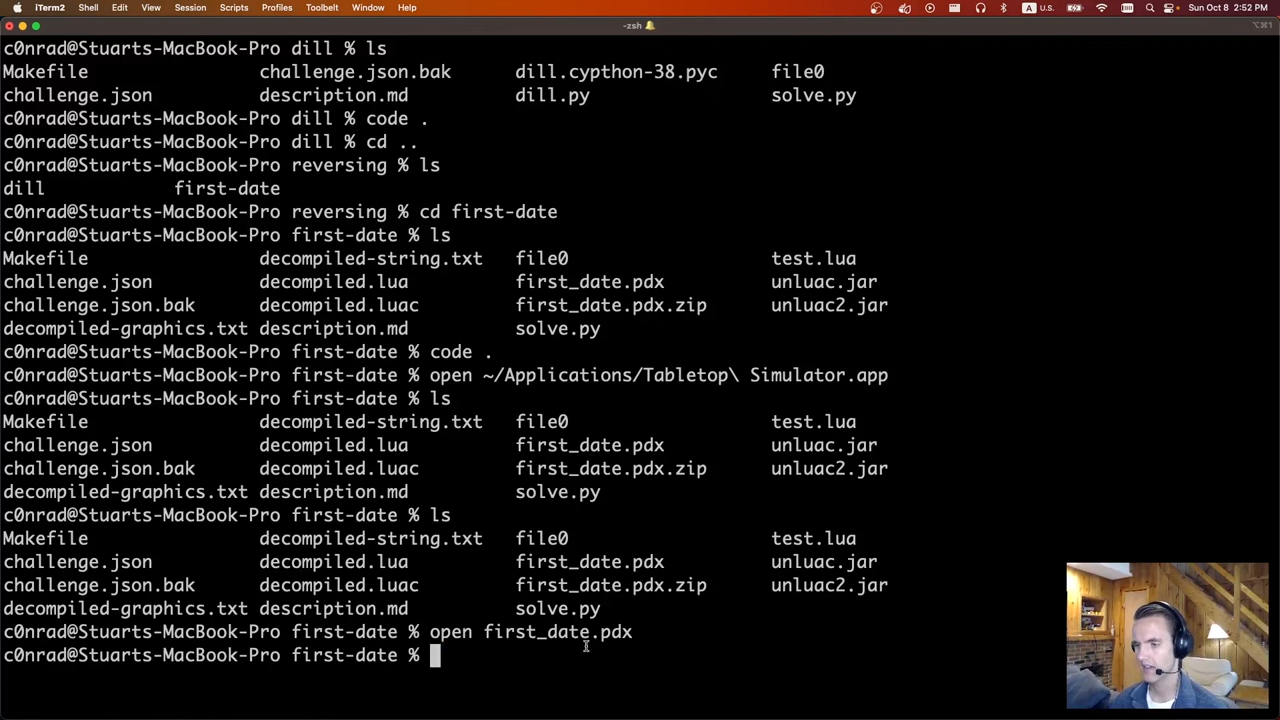 iTerm2 Shell Edit View Session Scripts Profiles Toolbelt Window Help A U.S. Sun Oct 8 2:52 PM
-zsh 🔔 ⌥⌘1
c0nrad@Stuarts-MacBook-Pro dill % ls
Makefile challenge.json.bak dill.cypthon-38.pyc file0
challenge.json description.md dill.py solve.py
c0nrad@Stuarts-MacBook-Pro dill % code .
c0nrad@Stuarts-MacBook-Pro dill % cd ..
c0nrad@Stuarts-MacBook-Pro reversing % ls
dill first-date
c0nrad@Stuarts-MacBook-Pro reversing % cd first-date
c0nrad@Stuarts-MacBook-Pro first-date % ls
Makefile decompiled-string.txt file0 test.lua
challenge.json decompiled.lua first_date.pdx unluac.jar
challenge.json.bak decompiled.luac first_date.pdx.zip unluac2.jar
decompiled-graphics.txt description.md solve.py
c0nrad@Stuarts-MacBook-Pro first-date % code .
c0nrad@Stuarts-MacBook-Pro first-date % open ~/Applications/Tabletop\ Simulator.app
c0nrad@Stuarts-MacBook-Pro first-date % ls
Makefile decompiled-string.txt file0 test.lua
challenge.json decompiled.lua first_date.pdx unluac.jar
challenge.json.bak decompiled.luac first_date.pdx.zip unluac2.jar
decompiled-graphics.txt description.md solve.py
c0nrad@Stuarts-MacBook-Pro first-date % ls
Makefile decompiled-string.txt file0 test.lua
challenge.json decompiled.lua first_date.pdx unluac.jar
challenge.json.bak decompiled.luac first_date.pdx.zip unluac2.jar
decompiled-graphics.txt description.md solve.py
c0nrad@Stuarts-MacBook-Pro first-date % open first_date.pdx
c0nrad@Stuarts-MacBook-Pro first-date %